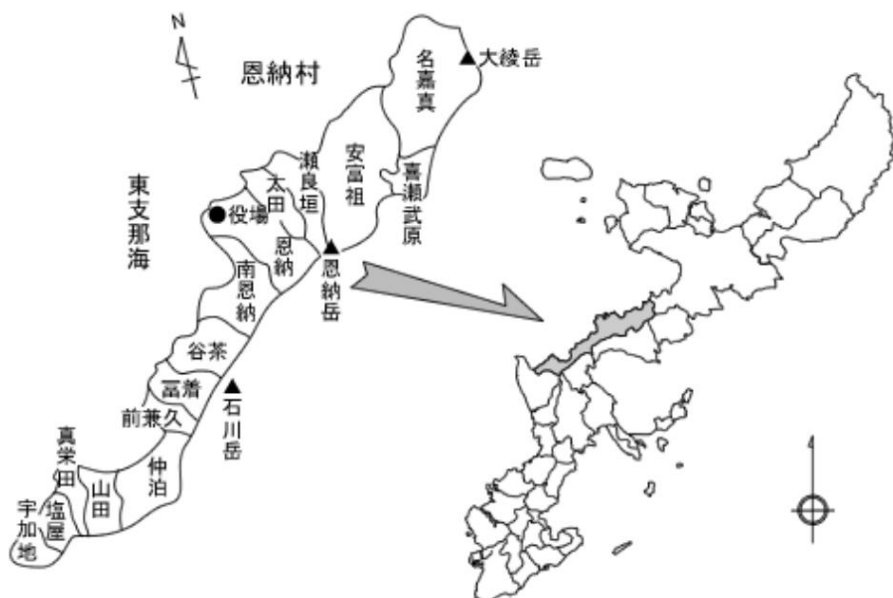 N
恩納村
東支那海
大綾岳
名嘉真
安富祖
喜瀬武原
瀬良垣
太田
役場
恩納
恩納岳
南恩納
谷茶
冨着
石川岳
前兼久
仲泊
真栄田
山田
塩屋
宇加地